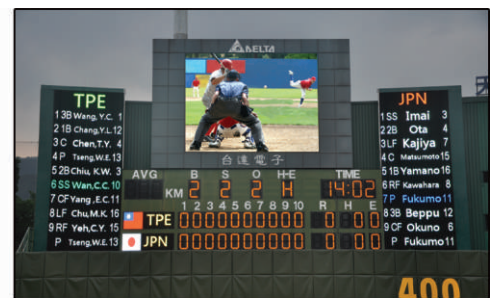 DELTA
台達電子
TPE
1 3B Wang, Y.C. 1
2 1B Chang,Y.L. 12
3 C Chen,T.Y. 4
4 P Tseng,W.E. 13
5 2B Chiu, K.W. 3
6 SS Wan,C.C. 10
7 CF Yang ,E.C. 11
8 LF Chu,M.K. 16
9 RF Yeh,C.Y. 15
P Tseng,W.E. 13
AVG B S O H-E TIME
KM 2 2 2 H 14:02
1 2 3 4 5 6 7 8 9 10 R H E
TPE 0 0 0 0 0 0 0 0 0 0 0 0 0
JPN 0 0 0 0 0 0 0 0 0 0 0 0 0
JPN
1 SS Imai 3
2 2B Ota 4
3 LF Kajiya 7
4 C Matsumoto 15
5 1B Yamano 16
6 RF Kawahara 8
7 P Fukumo 11
8 3B Beppu 12
9 CF Okuno 6
P Fukumo 11
400